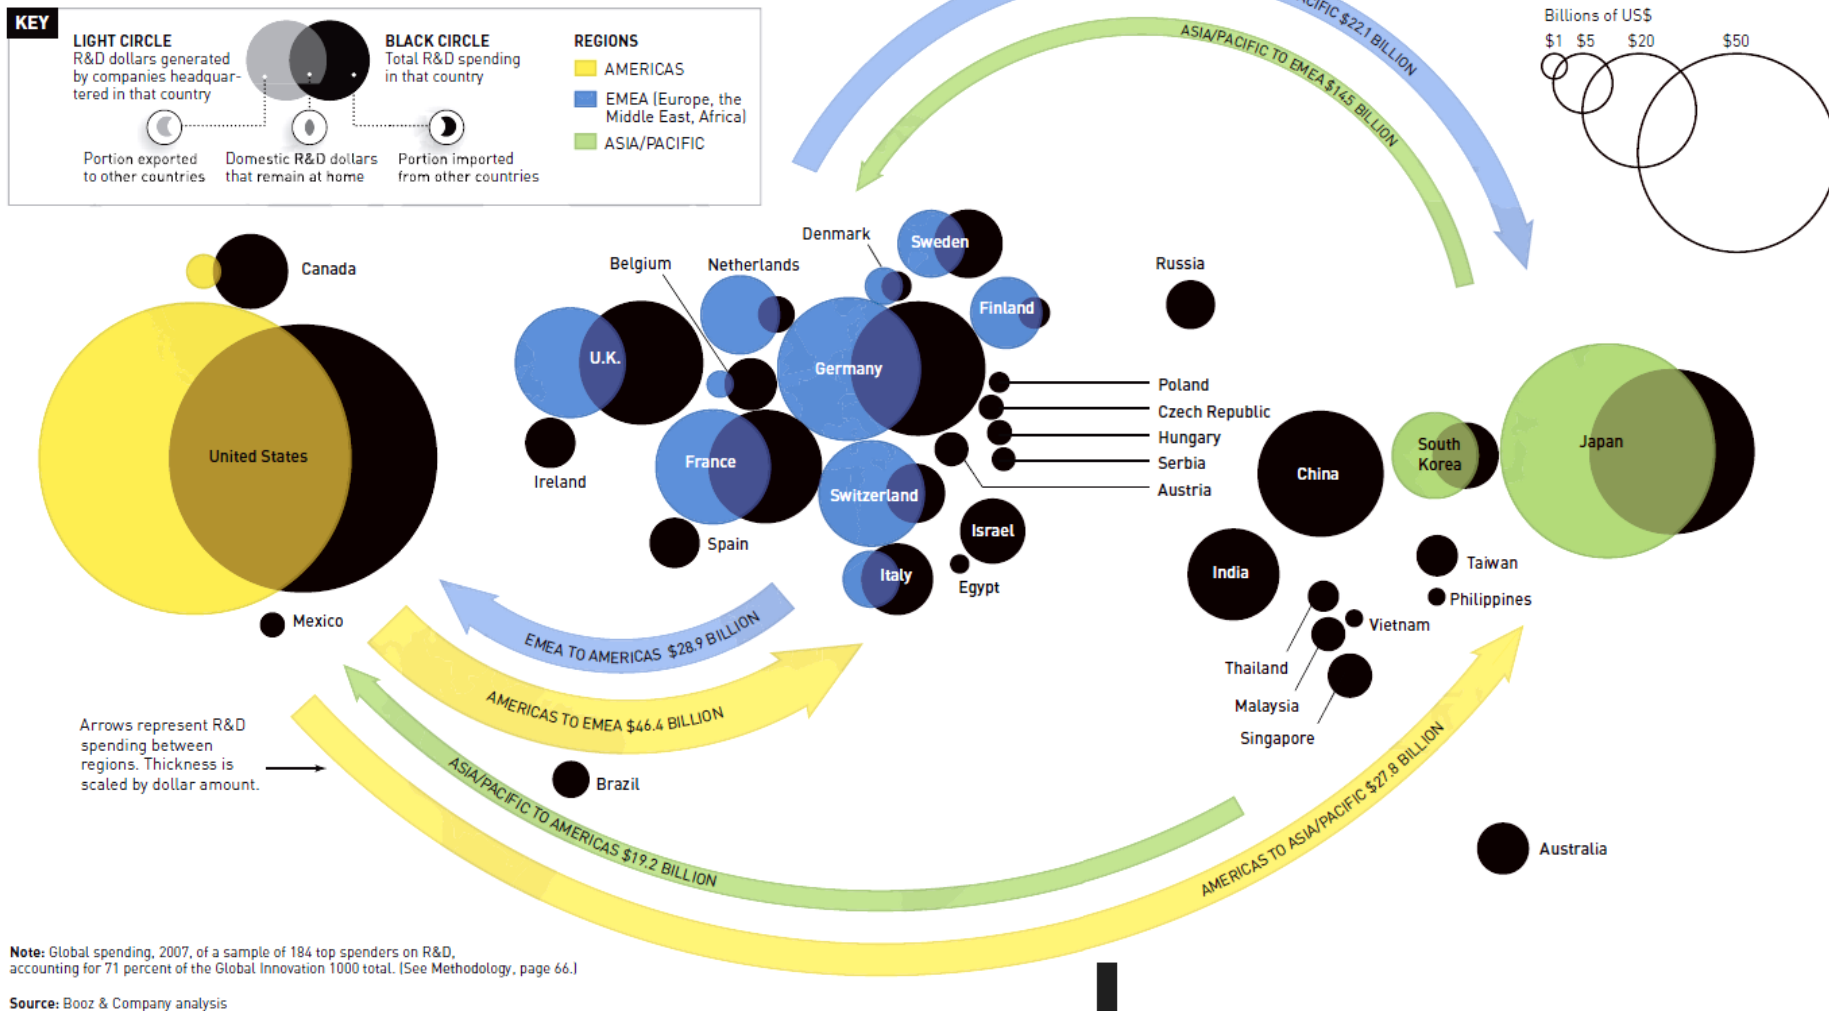 KEY
LIGHT CIRCLE
R&D dollars generated
by companies headquar-
tered in that country
BLACK CIRCLE
Total R&D spending
in that country
Portion exported
to other countries
Domestic R&D dollars
that remain at home
Portion imported
from other countries
REGIONS
AMERICAS
EMEA (Europe, the
Middle East, Africa)
ASIA/PACIFIC
$22.1 BILLION
ASIA/PACIFIC TO EMEA $14.5 BILLION
Billions of US$
$1 $5 $20 $50
Canada
United States
Mexico
Belgium
Netherlands
Denmark
Sweden
Finland
U.K.
Germany
Ireland
France
Switzerland
Spain
Italy
Israel
Egypt
Russia
Poland
Czech Republic
Hungary
Serbia
Austria
China
South
Korea
Japan
India
Taiwan
Philippines
Vietnam
Thailand
Malaysia
Singapore
Australia
Brazil
EMEA TO AMERICAS $28.9 BILLION
AMERICAS TO EMEA $46.4 BILLION
ASIA/PACIFIC TO AMERICAS $19.2 BILLION
AMERICAS TO ASIA/PACIFIC $27.8 BILLION
Arrows represent R&D
spending between
regions. Thickness is
scaled by dollar amount.
Note: Global spending, 2007, of a sample of 184 top spenders on R&D,
accounting for 71 percent of the Global Innovation 1000 total. (See Methodology, page 66.)
Source: Booz & Company analysis